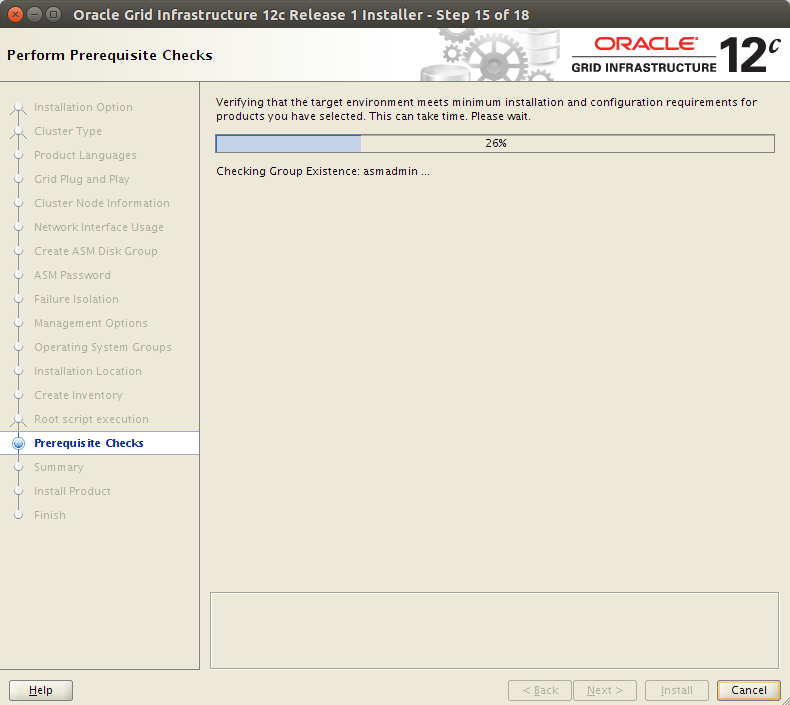 Oracle Grid Infrastructure 12c Release 1 Installer - Step 15 of 18
Perform Prerequisite Checks
ORACLE
GRID INFRASTRUCTURE
12c
Installation Option
Cluster Type
Product Languages
Grid Plug and Play
Cluster Node Information
Network Interface Usage
Create ASM Disk Group
ASM Password
Failure Isolation
Management Options
Operating System Groups
Installation Location
Create Inventory
Root script execution
Prerequisite Checks
Summary
Install Product
Finish
Verifying that the target environment meets minimum installation and configuration requirements for
products you have selected. This can take time. Please wait.
26%
Checking Group Existence: asmadmin ...
Help
< Back
Next >
Install
Cancel